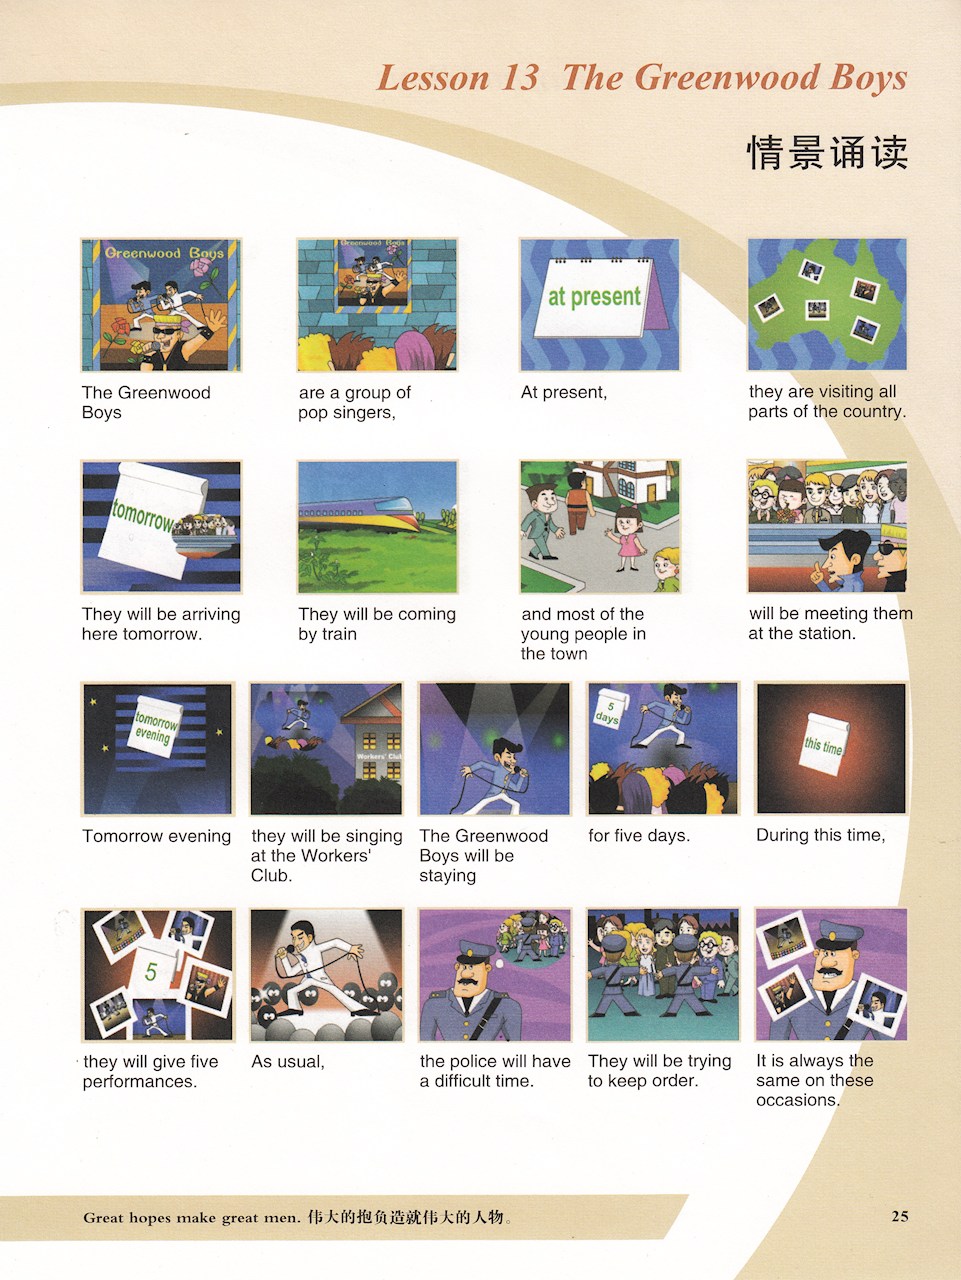 Lesson 13 The Greenwood Boys
情景诵读
Greenwood Boys
Greenwood Boys
at present
The Greenwood
Boys
are a group of
pop singers,
At present,
they are visiting all
parts of the country.
tomorrow
They will be arriving
here tomorrow.
They will be coming
by train
and most of the
young people in
the town
will be meeting them
at the station.
tomorrow
evening
Workers' Club
5
days
this time
Tomorrow evening
they will be singing
at the Workers'
Club.
The Greenwood
Boys will be
staying
for five days.
During this time,
5
they will give five
performances.
As usual,
the police will have
a difficult time.
They will be trying
to keep order.
It is always the
same on these
occasions.
Great hopes make great men. 伟大的抱负造就伟大的人物。
25